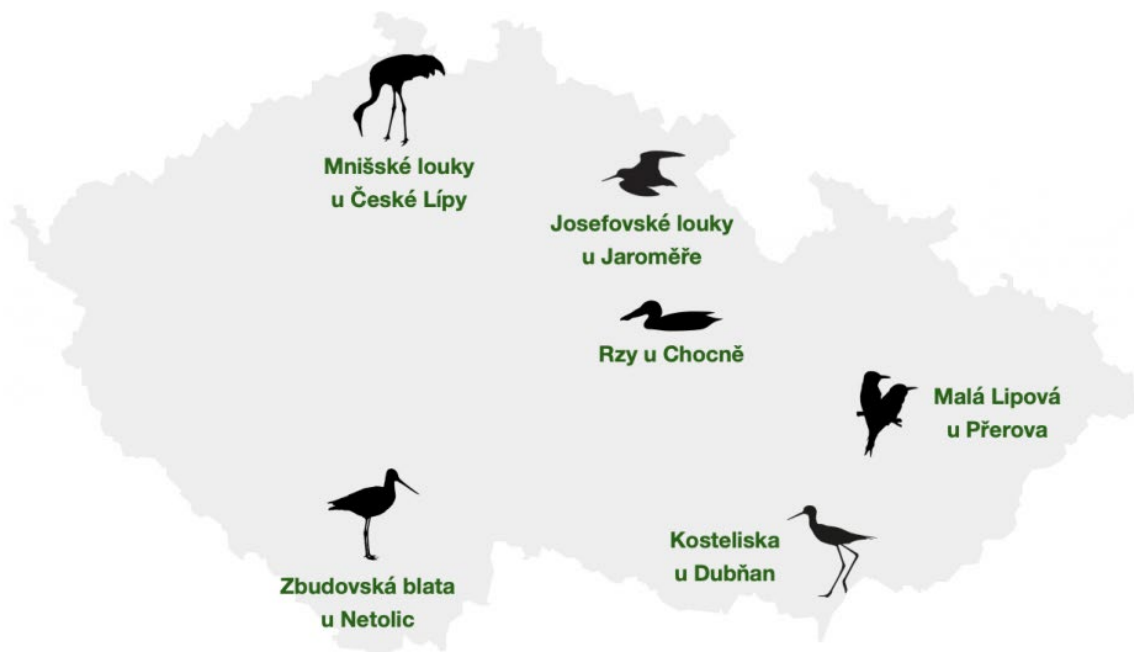 Mnišské louky
u České Lípy
Josefovské louky
u Jaroměře
Rzy u Chocně
Malá Lipová
u Přerova
Kosteliska
u Dubňan
Zbudovská blata
u Netolic